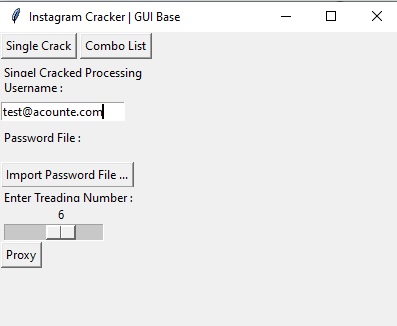 Instagram Cracker | GUI Base
Single Crack Combo List
Singel Cracked Processing
Username :
test@acounte.com
Password File :
Import Password File ...
Enter Treading Number :
6
Proxy